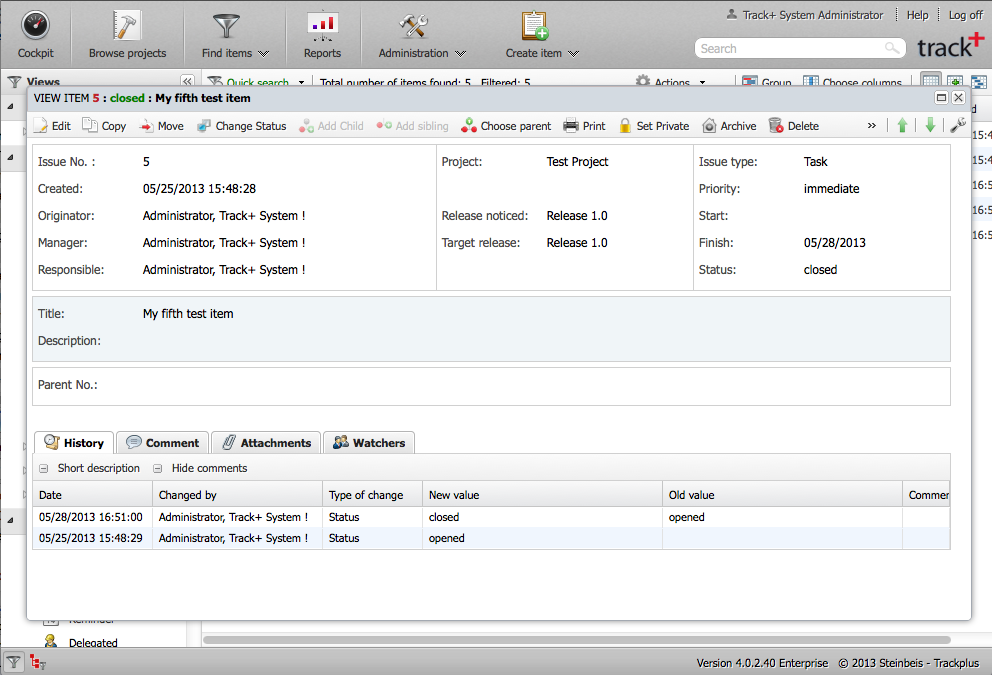 Track+ System Administrator Help Log off
Cockpit Browse projects Find items Reports Administration Create item
Search
track+
Views Quick search Total number of items found: 5 Filtered: 5 Actions Group Choose columns
VIEW ITEM 5 : closed : My fifth test item
Edit Copy Move Change Status Add Child Add sibling Choose parent Print Set Private Archive Delete »
Issue No. : 5 Project: Test Project Issue type: Task
Created: 05/25/2013 15:48:28 Priority: immediate
Originator: Administrator, Track+ System ! Release noticed: Release 1.0 Start:
Manager: Administrator, Track+ System ! Target release: Release 1.0 Finish: 05/28/2013
Responsible: Administrator, Track+ System ! Status: closed
Title: My fifth test item
Description:
Parent No.:
History Comment Attachments Watchers
Short description Hide comments
Date Changed by Type of change New value Old value Commen
05/28/2013 16:51:00 Administrator, Track+ System ! Status closed opened
05/25/2013 15:48:29 Administrator, Track+ System ! Status opened
Reminder
Delegated
Version 4.0.2.40 Enterprise © 2013 Steinbeis - Trackplus